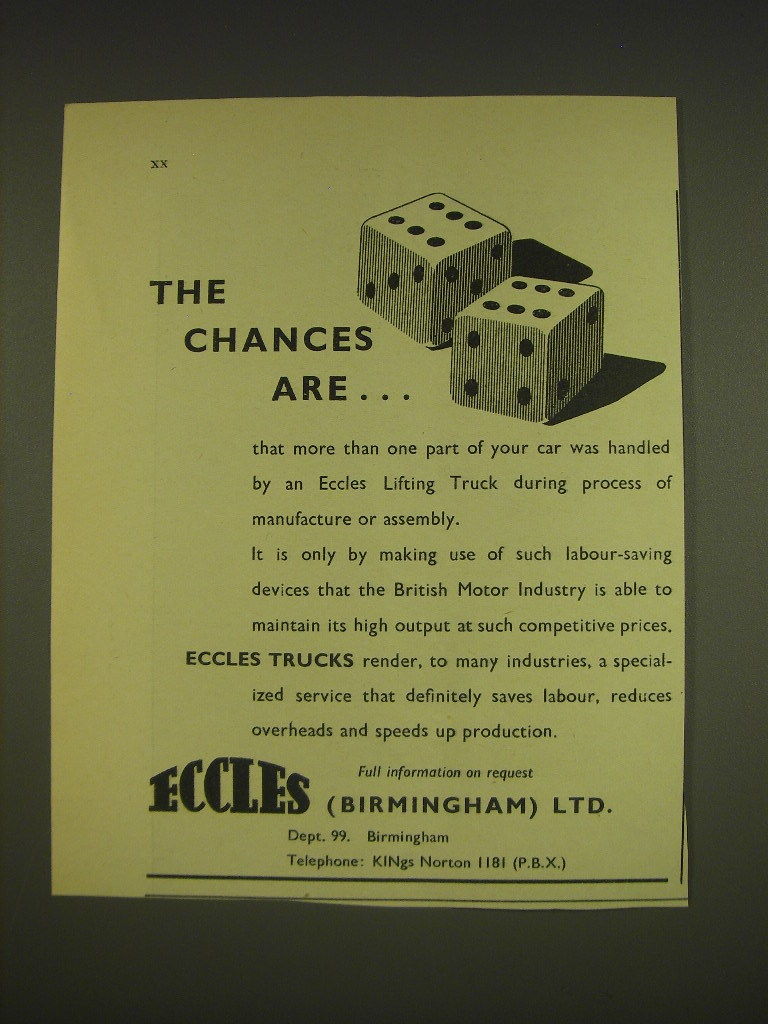 xx
THE
CHANCES
ARE...
that more than one part of your car was handled
by an Eccles Lifting Truck during process of
manufacture or assembly.
It is only by making use of such labour-saving
devices that the British Motor Industry is able to
maintain its high output at such competitive prices.
ECCLES TRUCKS render, to many industries, a special-
ized service that definitely saves labour, reduces
overheads and speeds up production.
Full information on request
ECCLES (BIRMINGHAM) LTD.
Dept. 99. Birmingham
Telephone: KINgs Norton 1181 (P.B.X.)